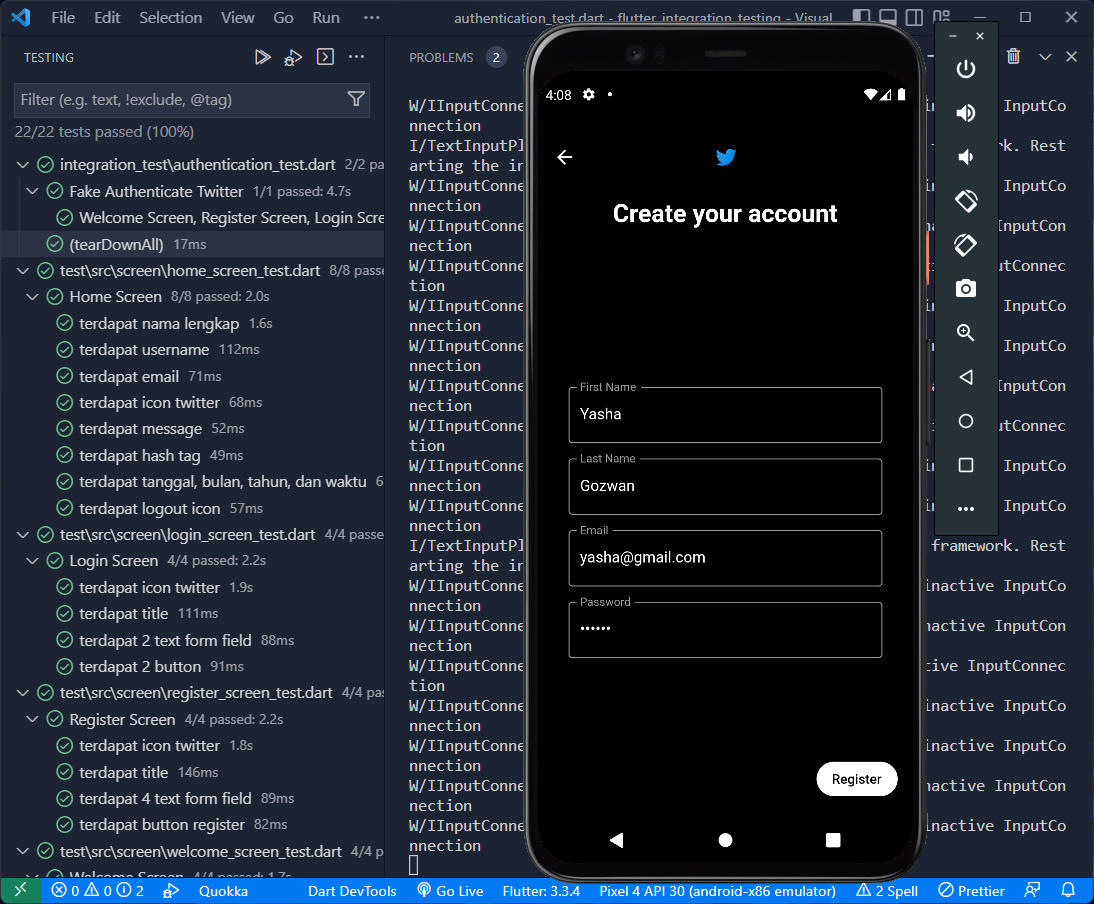 File Edit Selection View Go Run ··· authentication_test.dart - flutter_integration_testing - Visual
TESTING
Filter (e.g. text, !exclude, @tag)
22/22 tests passed (100%)
integration_test\authentication_test.dart 2/2 pa
Fake Authenticate Twitter 1/1 passed: 4.7s
Welcome Screen, Register Screen, Login Scre
(tearDownAll) 17ms
test\src\screen\home_screen_test.dart 8/8 passe
Home Screen 8/8 passed: 2.0s
terdapat nama lengkap 1.6s
terdapat username 112ms
terdapat email 71ms
terdapat icon twitter 68ms
terdapat message 52ms
terdapat hash tag 49ms
terdapat tanggal, bulan, tahun, dan waktu 6
terdapat logout icon 57ms
test\src\screen\login_screen_test.dart 4/4 passe
Login Screen 4/4 passed: 2.2s
terdapat icon twitter 1.9s
terdapat title 111ms
terdapat 2 text form field 88ms
terdapat 2 button 91ms
test\src\screen\register_screen_test.dart 4/4 pas
Register Screen 4/4 passed: 2.2s
terdapat icon twitter 1.8s
terdapat title 146ms
terdapat 4 text form field 89ms
terdapat button register 82ms
test\src\screen\welcome_screen_test.dart 4/4 p
Welcome Screen 4/4 passed: 1.7s
PROBLEMS 2
W/IInputConne InputCo
nnection
I/TextInputPl work. Rest
arting the in
W/IInputConne InputCo
nnection
W/IInputConne InputCon
nection
W/IInputConne utConnec
tion
W/IInputConne InputCo
nnection
W/IInputConne InputCo
nnection
W/IInputConne InputCon
nection
W/IInputConne utConnec
tion
W/IInputConne InputCo
nnection
W/IInputConne InputCo
nnection
I/TextInputPl framework. Rest
arting the in
W/IInputConne inactive InputCo
nnection
W/IInputConne nactive InputCon
nection
W/IInputConne tive InputConnec
tion
W/IInputConne inactive InputCo
nnection
W/IInputConne inactive InputCo
nnection
W/IInputConne nactive InputCon
nection
W/IInputConne inactive InputCo
nnection
4:08
Create your account
First Name
Yasha
Last Name
Gozwan
Email
yasha@gmail.com
Password
••••••
Register
0 0 2 Quokka Dart DevTools Go Live Flutter: 3.3.4 Pixel 4 API 30 (android-x86 emulator) 2 Spell Prettier